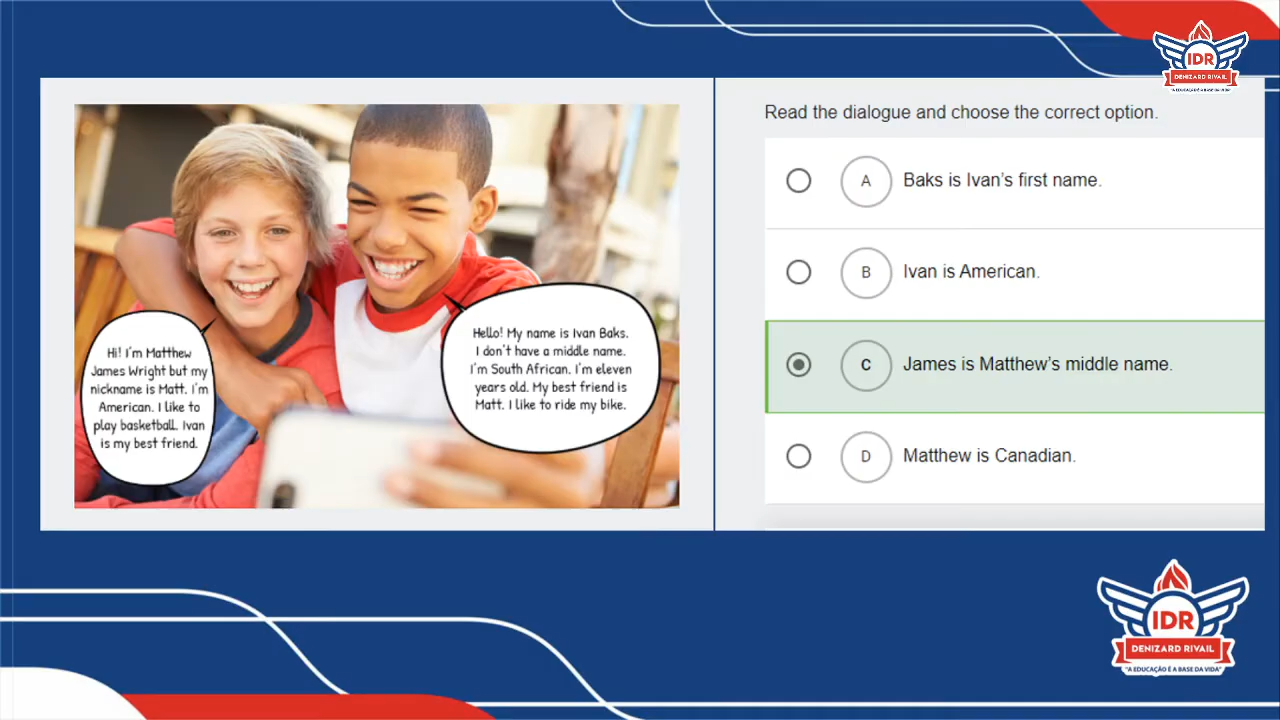 IDR
DENIZARD RIVAIL
"A EDUCAÇÃO É A BASE DA VIDA"
Read the dialogue and choose the correct option.
A Baks is Ivan's first name.
B Ivan is American.
C James is Matthew's middle name.
D Matthew is Canadian.
Hi! I'm Matthew
James Wright but my
nickname is Matt. I'm
American. I like to
play basketball. Ivan
is my best friend.
Hello! My name is Ivan Baks.
I don't have a middle name.
I'm South African. I'm eleven
years old. My best friend is
Matt. I like to ride my bike.
IDR
DENIZARD RIVAIL
"A EDUCAÇÃO É A BASE DA VIDA"